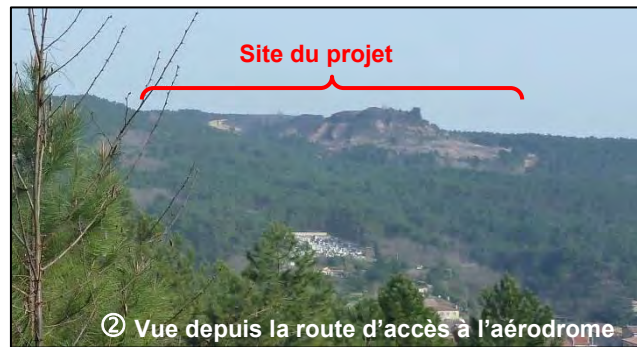 Site du projet
② Vue depuis la route d'accès à l'aérodrome